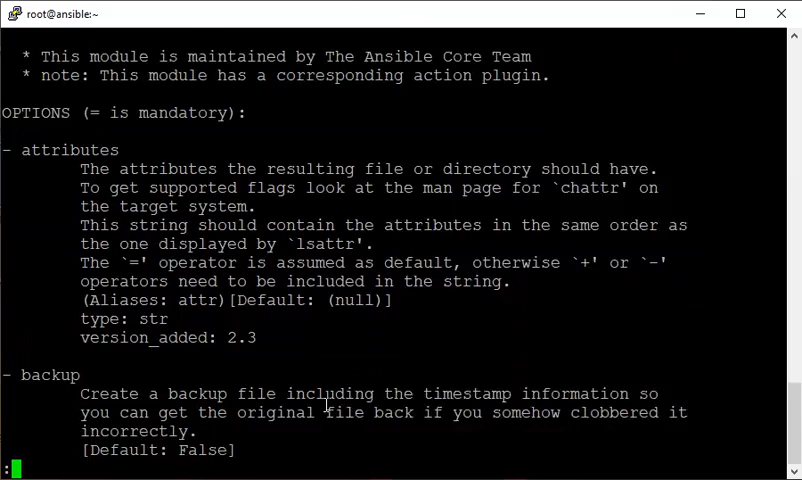 root@ansible:~
* This module is maintained by The Ansible Core Team
* note: This module has a corresponding action plugin.
OPTIONS (= is mandatory):
- attributes
The attributes the resulting file or directory should have.
To get supported flags look at the man page for `chattr' on
the target system.
This string should contain the attributes in the same order as
the one displayed by `lsattr'.
The `=' operator is assumed as default, otherwise `+' or `-'
operators need to be included in the string.
(Aliases: attr)[Default: (null)]
type: str
version_added: 2.3
- backup
Create a backup file including the timestamp information so
you can get the original file back if you somehow clobbered it
incorrectly.
[Default: False]
: